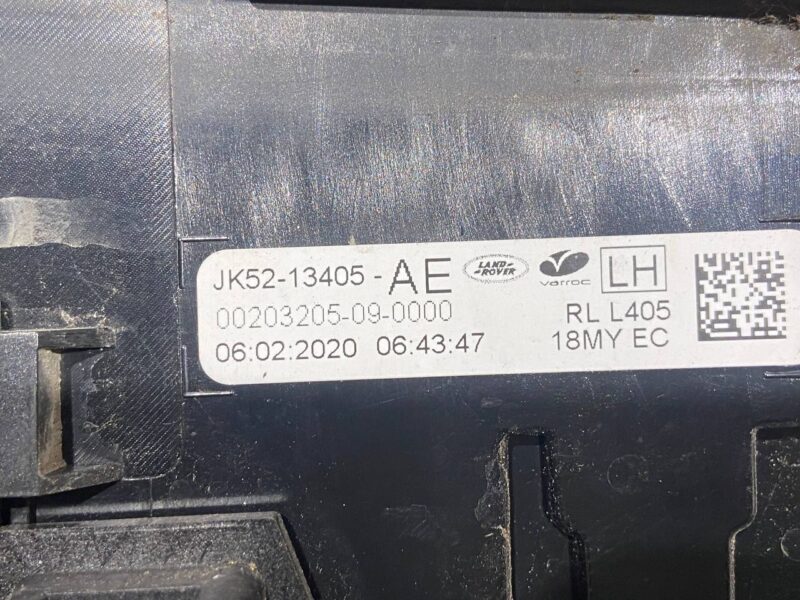 JK52-13405-AE LAND-ROVER varroc LH
00203205-09-0000 RL L405
06:02:2020 06:43:47 18MY EC